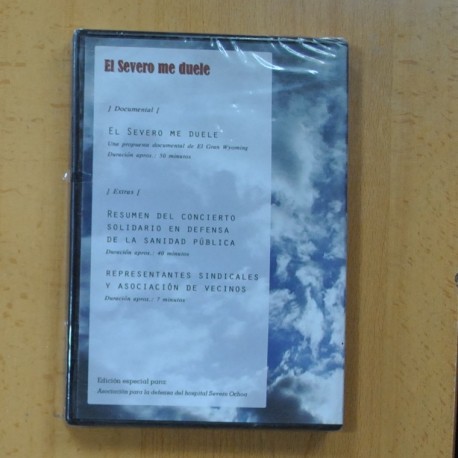 El Severo me duele
[ Documental ]
EL SEVERO ME DUELE
Una propuesta documental de El Gran Wyoming
Duración aprox.: 50 minutos
[ Extras ]
RESUMEN DEL CONCIERTO
SOLIDARIO EN DEFENSA
DE LA SANIDAD PÚBLICA
Duración aprox.: 40 minutos
REPRESENTANTES SINDICALES
Y ASOCIACIÓN DE VECINOS
Duración aprox.: 7 minutos
Edición especial para:
Asociación para la defensa del hospital Severo Ochoa